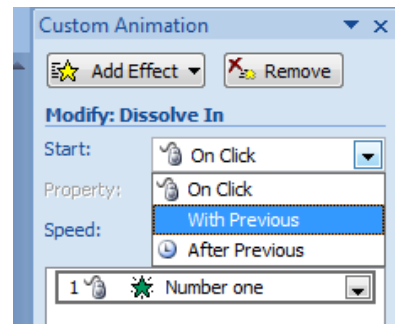 Custom Animation
Add Effect Remove
Modify: Dissolve In
Start: On Click
Property: On Click
With Previous
Speed:
After Previous
1 Number one